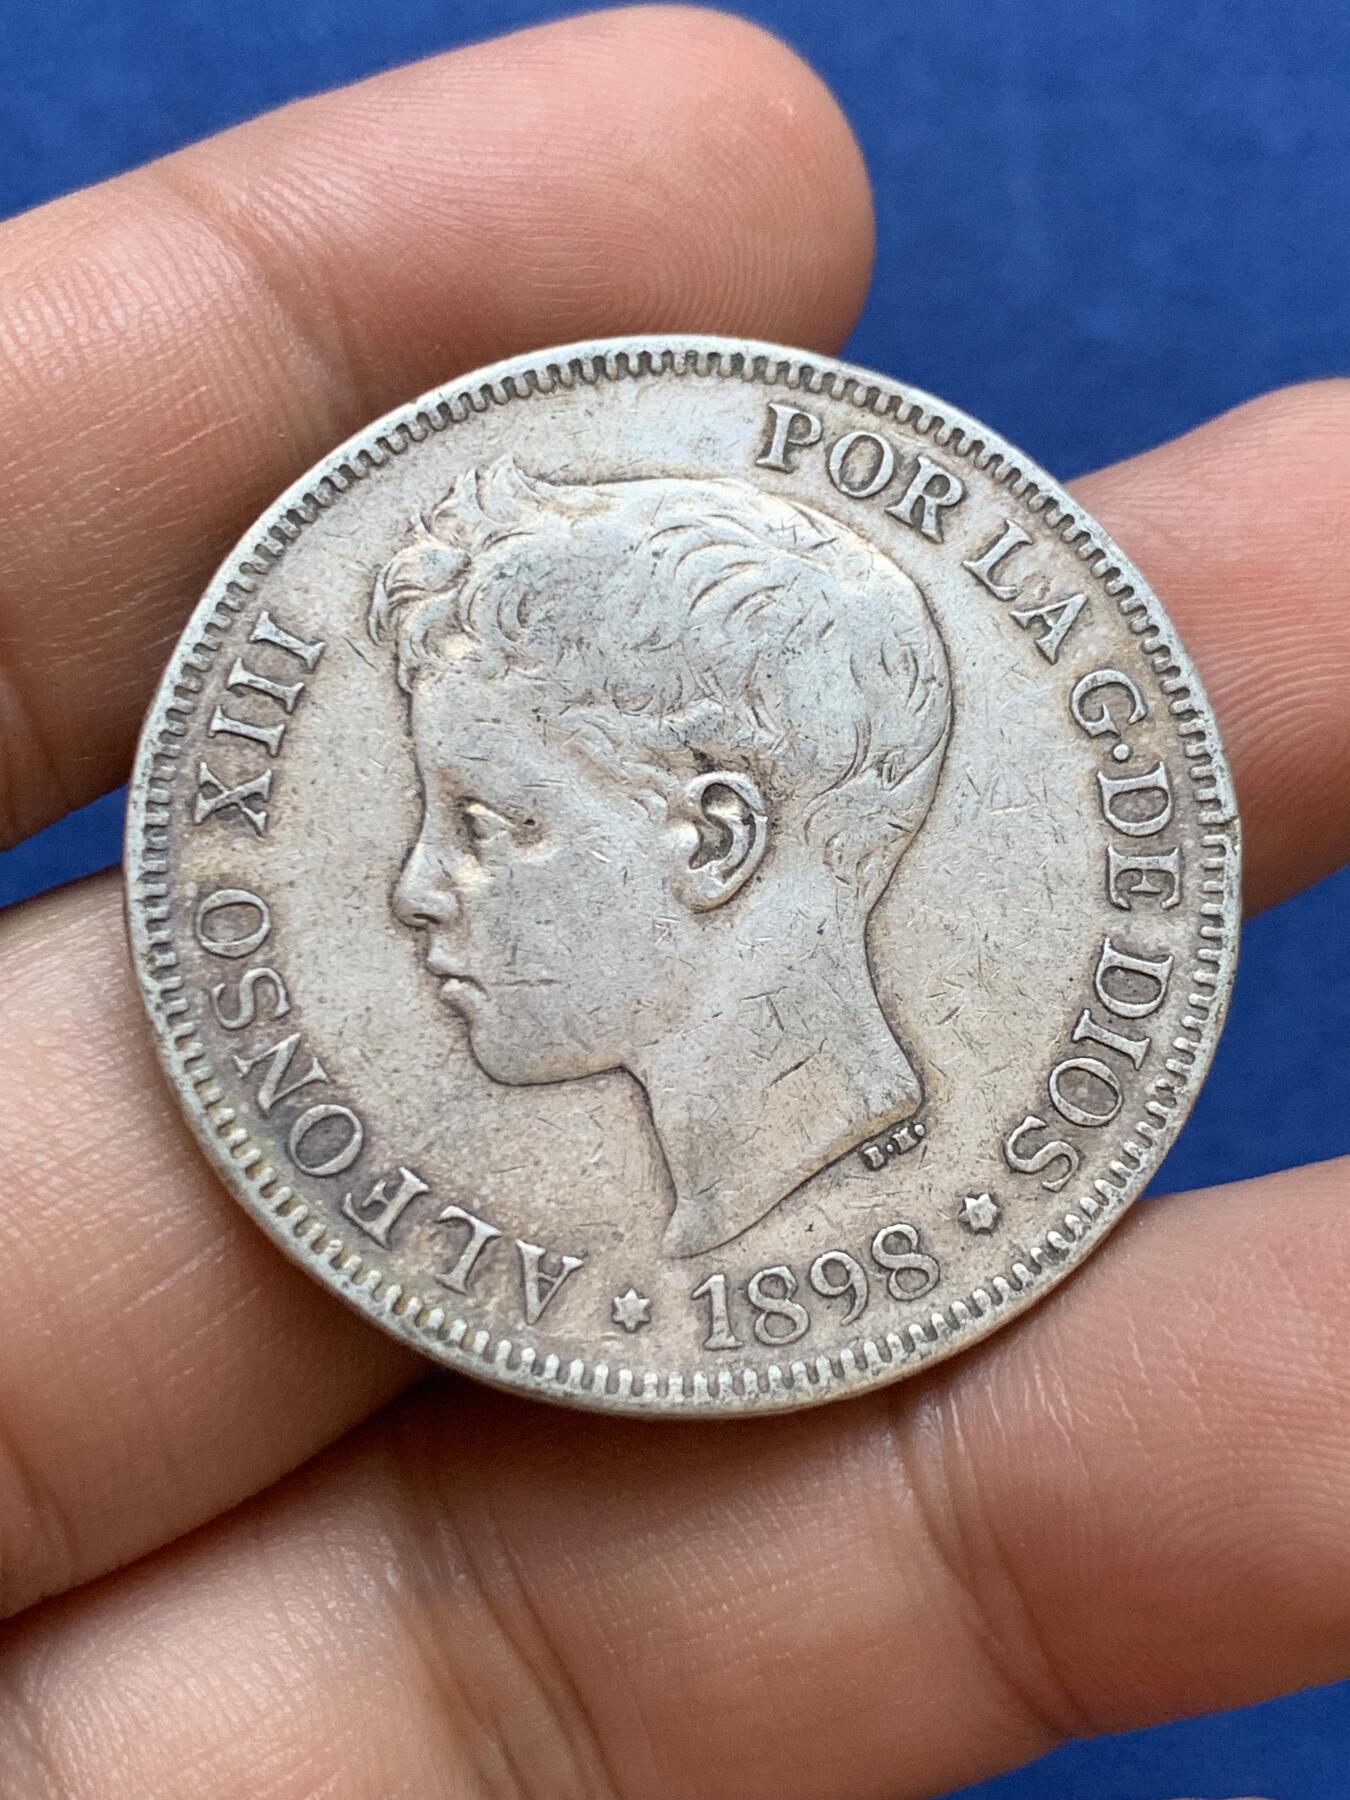 ALFONSO XIII POR LA G. DE DIOS
* 1898 *
B.M.